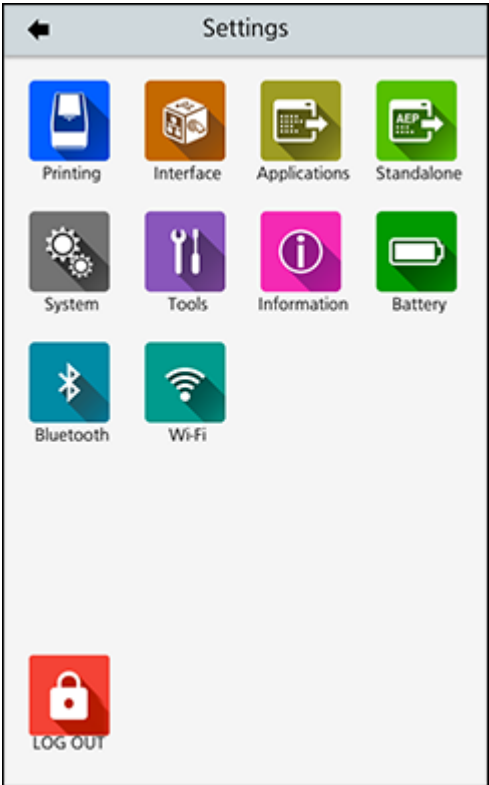 Settings
Printing Interface Applications Standalone
AEP
System Tools Information Battery
Bluetooth Wi-Fi
LOG OUT